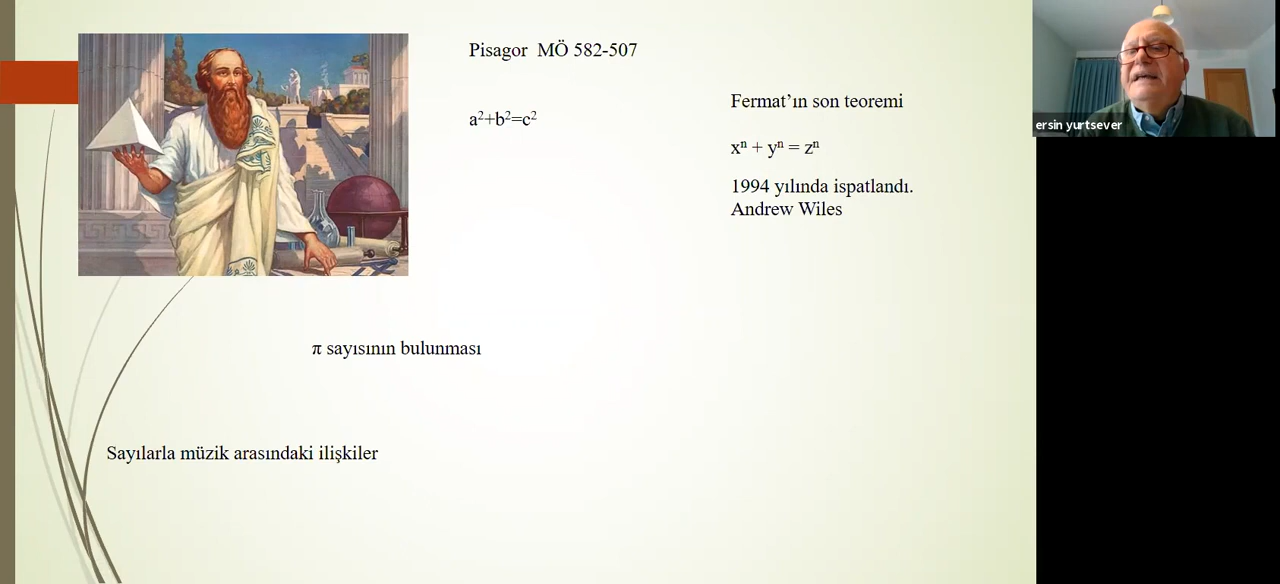 Pisagor MÖ 582-507
a²+b²=c²
Fermat’ın son teoremi
xⁿ + yⁿ = zⁿ
1994 yılında ispatlandı.
Andrew Wiles
π sayısının bulunması
Sayılarla müzik arasındaki ilişkiler
ersin yurtsever